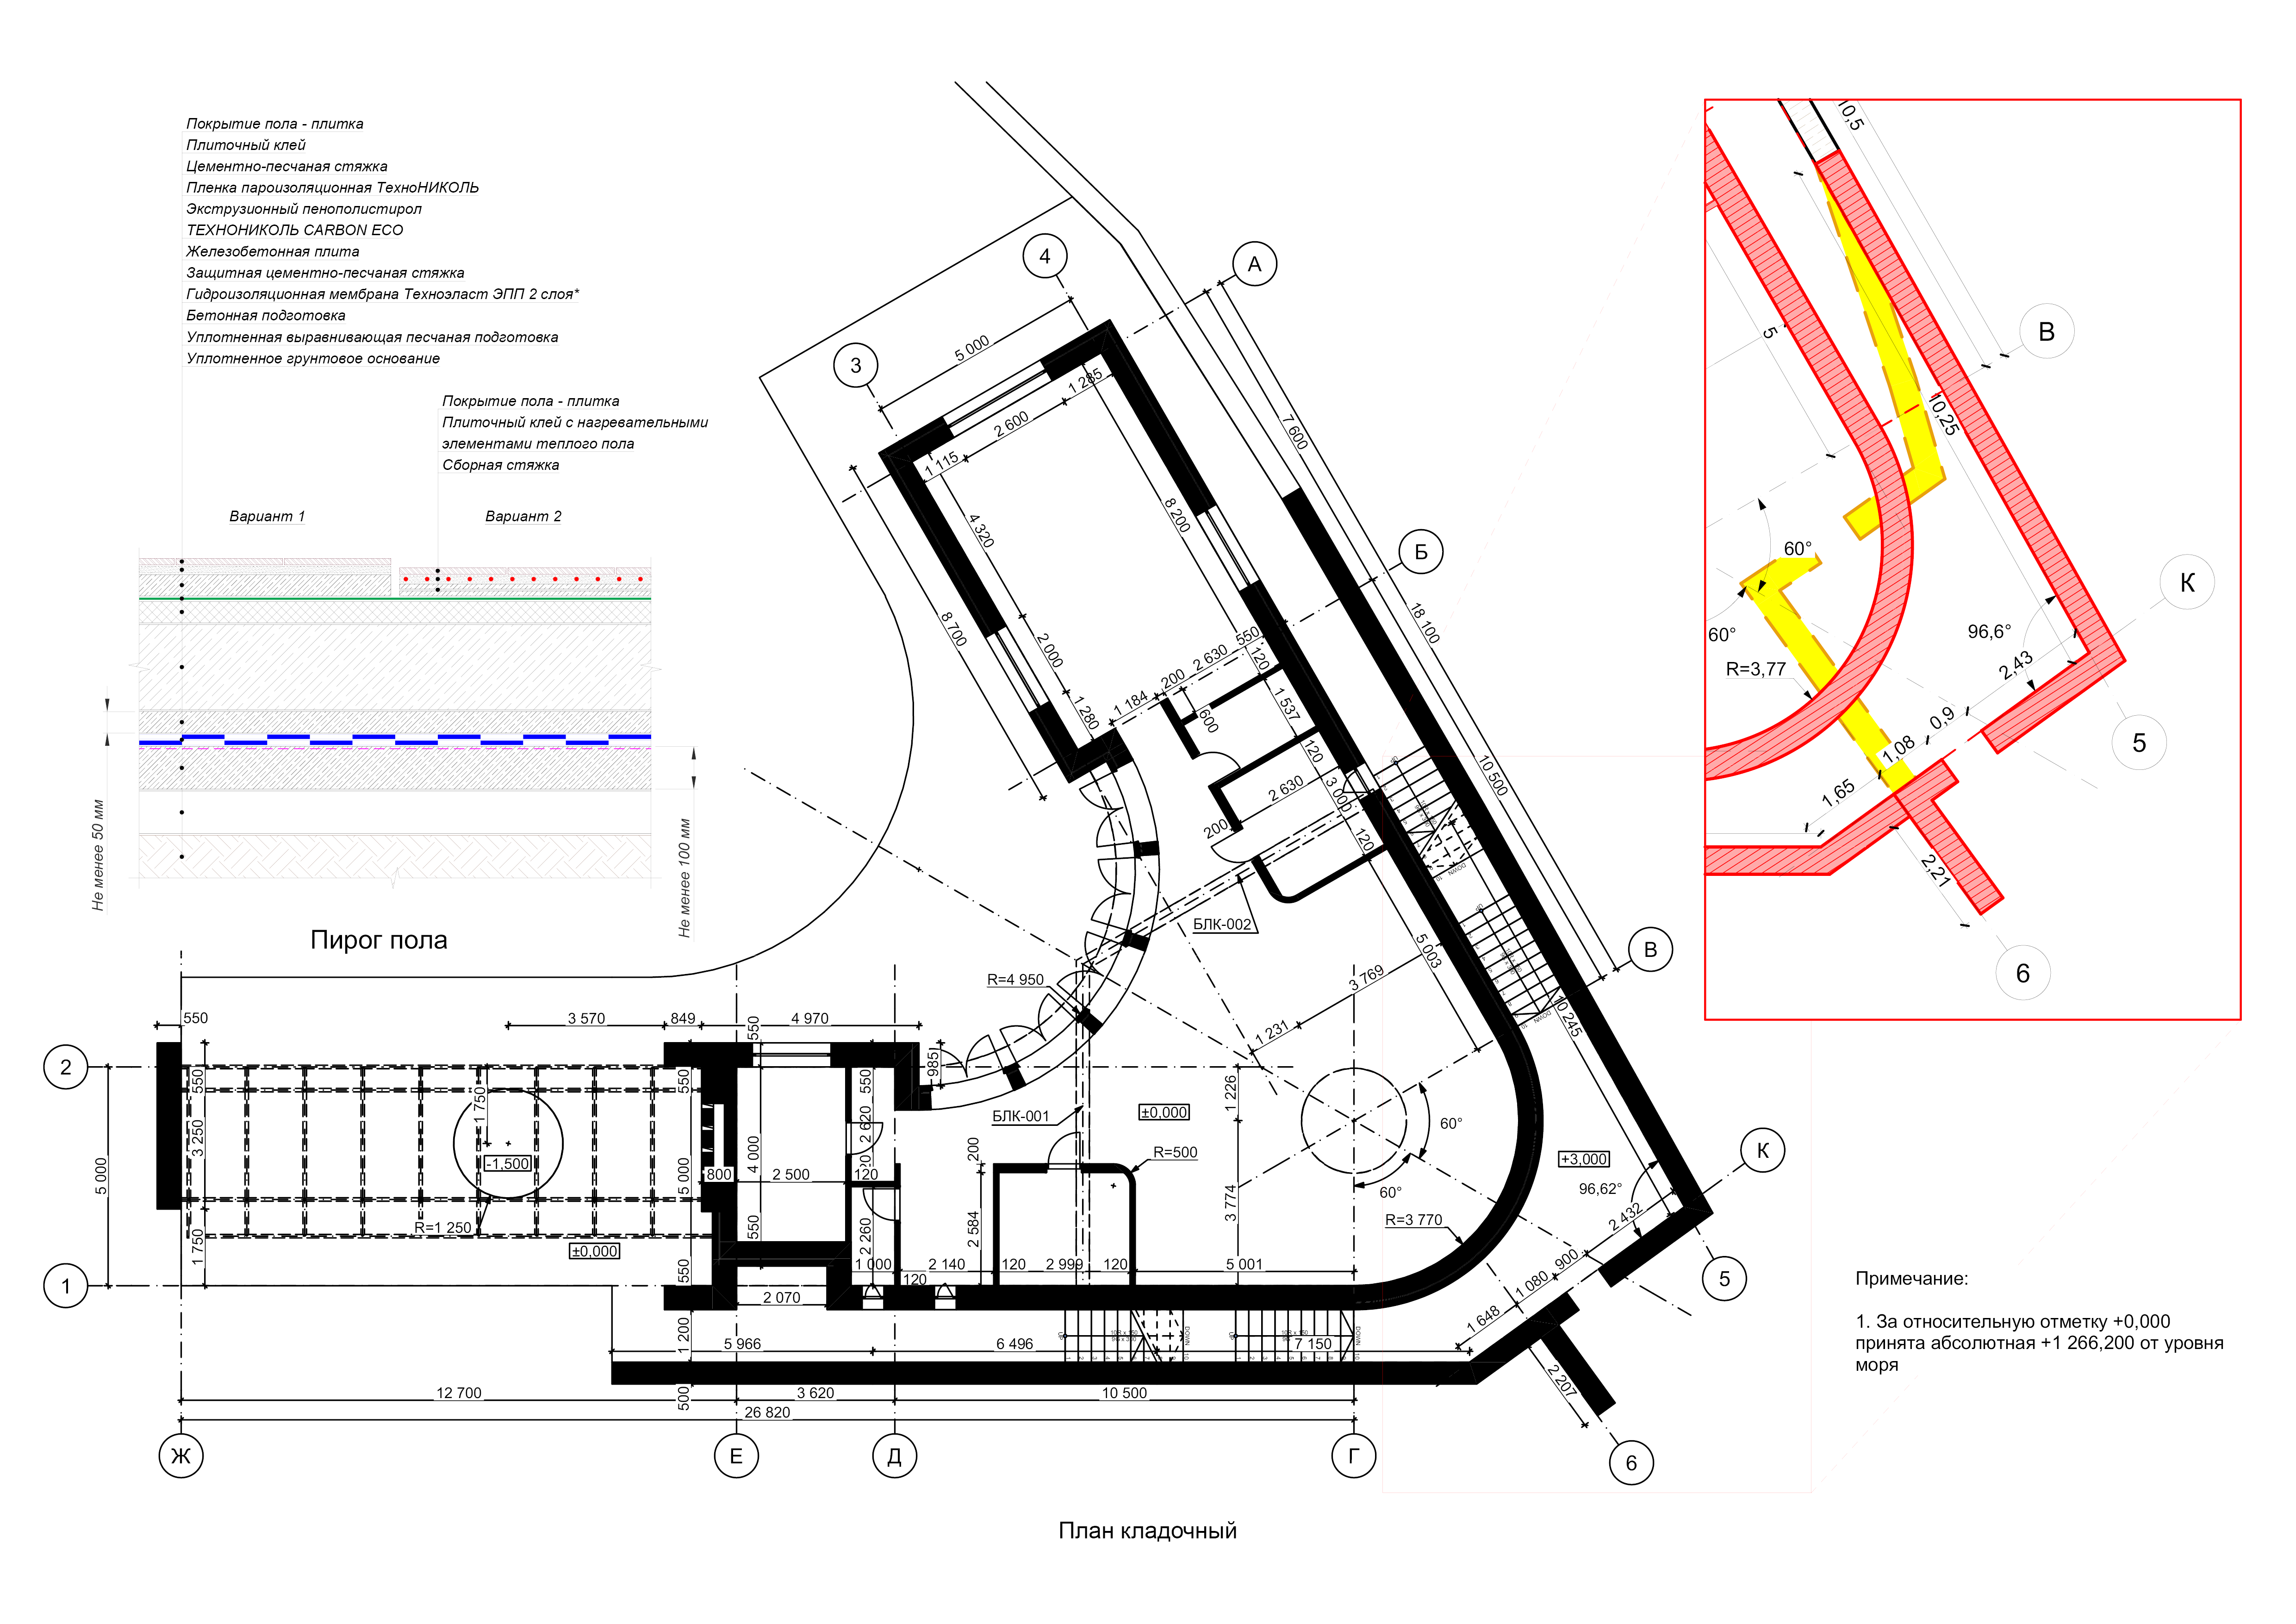 Покрытие пола - плитка
Плиточный клей
Цементно-песчаная стяжка
Пленка пароизоляционная ТехноНИКОЛЬ
Экструзионный пенополистирол
ТЕХНОНИКОЛЬ CARBON ECO
Железобетонная плита
Защитная цементно-песчаная стяжка
Гидроизоляционная мембрана Техноэласт ЭПП 2 слоя*
Бетонная подготовка
Уплотненная выравнивающая песчаная подготовка
Уплотненное грунтовое основание
Покрытие пола - плитка
Плиточный клей с нагревательными
элементами теплого пола
Сборная стяжка
Вариант 1
Вариант 2
Не менее 50 мм
Не менее 100 мм
Пирог пола
3
4
А
Б
В
К
5
6
5 000
1 285
2 600
1 115
4 320
8 200
8 700
2 000
1 280
7 600
18 100
10 500
10 245
550
2 630
200
1 184
120
1 537
600
120
3 000
2 630
200
120
5 003
БЛК-002
R=4 950
3 769
1 231
БЛК-001
±0,000
1 226
3 774
60°
60°
R=500
R=3 770
+3,000
96,62°
2 432
900
1 080
1 648
2 207
2
1
550
3 570
849
4 970
550
985
550
3 250
1 750
5 000
1 750
-1,500
R=1 250
±0,000
550
5 000
550
800
4 000
2 500
550
550
2 620
120
120
2 260
1 000
2 140
120
120
2 999
120
5 001
200
2 584
2 070
1 200
500
5 966
6 496
7 150
UP
DOWN
UP
DOWN
12 700
3 620
10 500
26 820
Ж
Е
Д
Г
План кладочный
10,5
В
5
10,25
60°
60°
К
R=3,77
96,6°
2,43
0,9
1,08
1,65
2,21
5
6
Примечание:
1. За относительную отметку +0,000
принята абсолютная +1 266,200 от уровня
моря